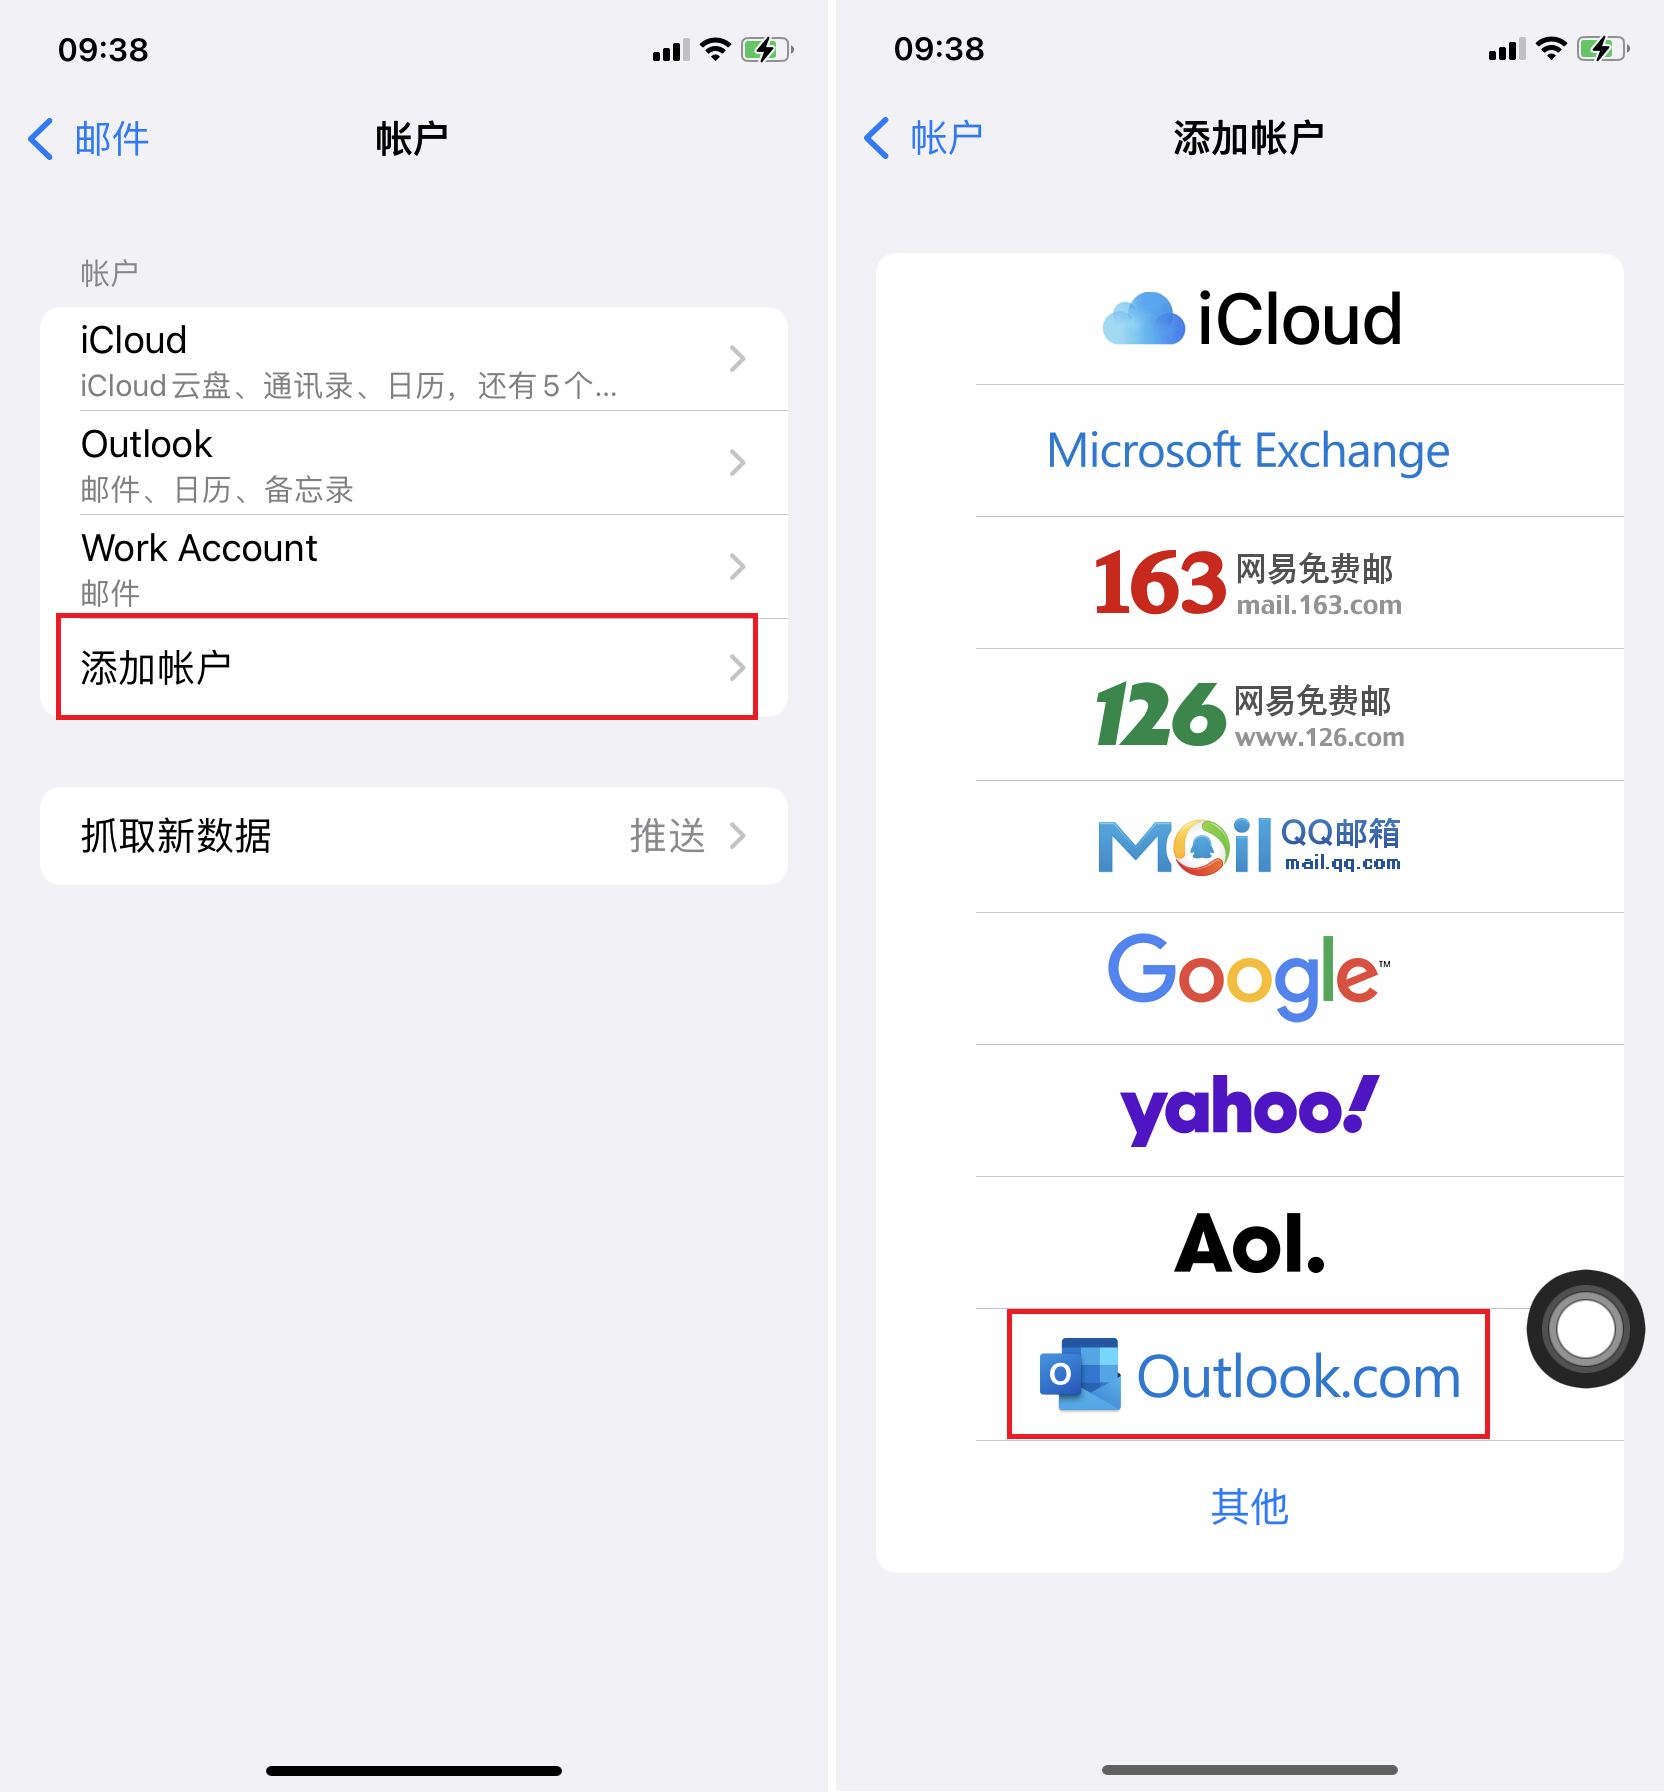 09:38
邮件
帐户
帐户
iCloud
iCloud 云盘、通讯录、日历，还有 5 个...
Outlook
邮件、日历、备忘录
Work Account
邮件
添加帐户
抓取新数据
推送
09:38
帐户
添加帐户
iCloud
Microsoft Exchange
163 网易免费邮
mail.163.com
126 网易免费邮
www.126.com
Mail QQ邮箱
mail.qq.com
Google™
yahoo!
Aol.
O Outlook.com
其他